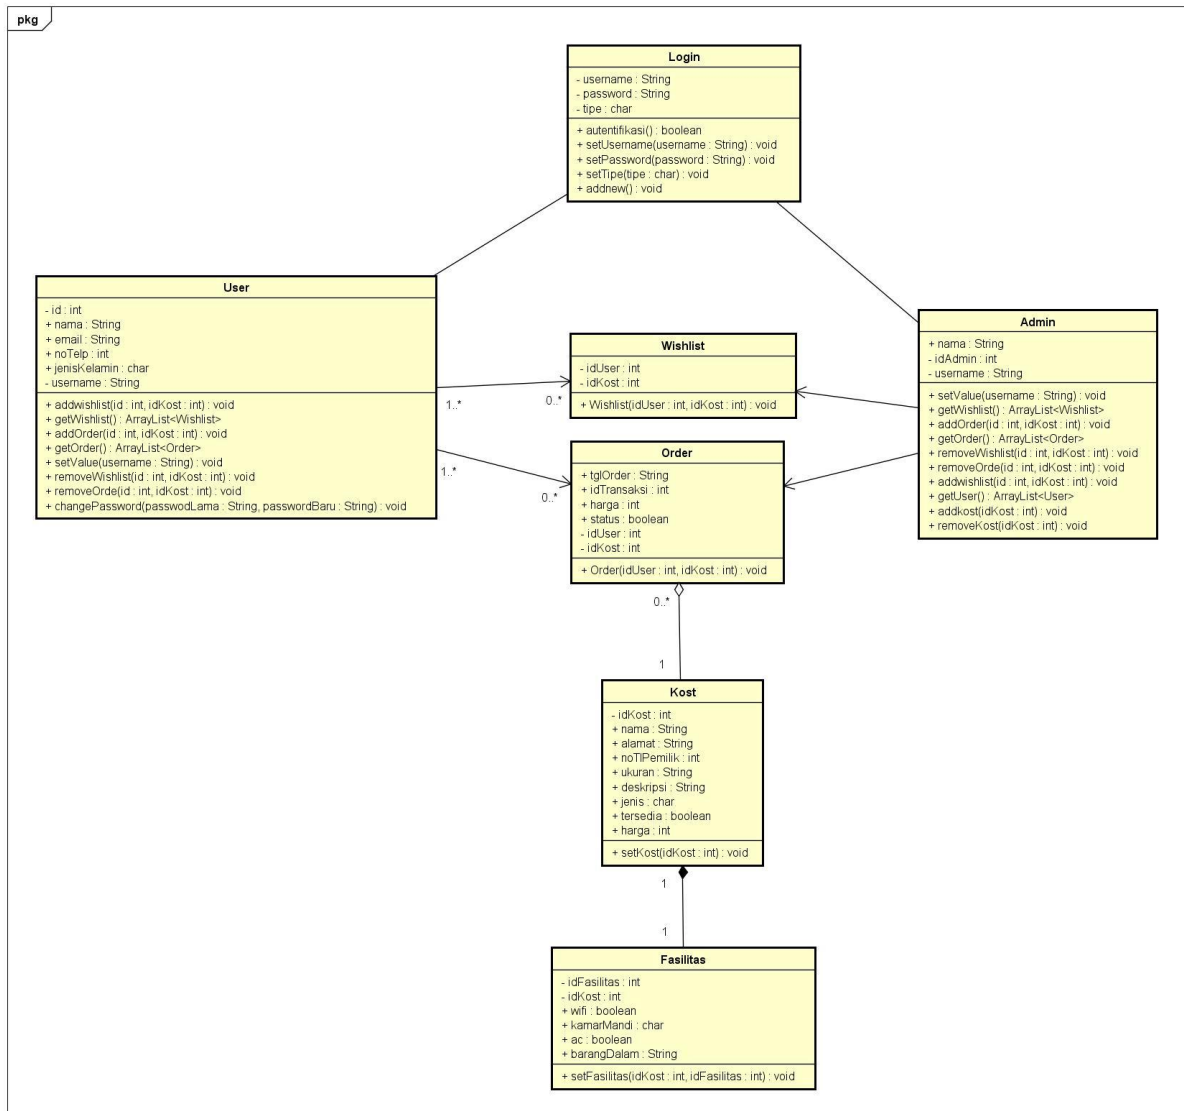 pkg
Login
- username : String
- password : String
- tipe : char
+ autentifikasi() : boolean
+ setUsername(username : String) : void
+ setPassword(password : String) : void
+ setTipe(tipe : char) : void
+ addnew() : void
User
- id : int
+ nama : String
+ email : String
+ noTelp : int
+ jenisKelamin : char
- username : String
+ addwishlist(id : int, idKost : int) : void
+ getWishlist() : ArrayList<Wishlist>
+ addOrder(id : int, idKost : int) : void
+ getOrder() : ArrayList<Order>
+ setValue(username : String) : void
+ removeWishlist(id : int, idKost : int) : void
+ removeOrde(id : int, idKost : int) : void
+ changePassword(passwodLama : String, passwordBaru : String) : void
1..*
0..*
1..*
0..*
Wishlist
- idUser : int
- idKost : int
+ Wishlist(idUser : int, idKost : int) : void
Admin
+ nama : String
- idAdmin : int
- username : String
+ setValue(username : String) : void
+ getWishlist() : ArrayList<Wishlist>
+ addOrder(id : int, idKost : int) : void
+ getOrder() : ArrayList<Order>
+ removeWishlist(id : int, idKost : int) : void
+ removeOrde(id : int, idKost : int) : void
+ addwishlist(id : int, idKost : int) : void
+ getUser() : ArrayList<User>
+ addkost(idKost : int) : void
+ removeKost(idKost : int) : void
Order
+ tglOrder : String
+ idTransaksi : int
+ harga : int
+ status : boolean
- idUser : int
- idKost : int
+ Order(idUser : int, idKost : int) : void
0..*
1
Kost
- idKost : int
+ nama : String
+ alamat : String
+ noTlPemilik : int
+ ukuran : String
+ deskripsi : String
+ jenis : char
+ tersedia : boolean
+ harga : int
+ setKost(idKost : int) : void
1
1
Fasilitas
- idFasilitas : int
- idKost : int
+ wifi : boolean
+ kamarMandi : char
+ ac : boolean
+ barangDalam : String
+ setFasilitas(idKost : int, idFasilitas : int) : void